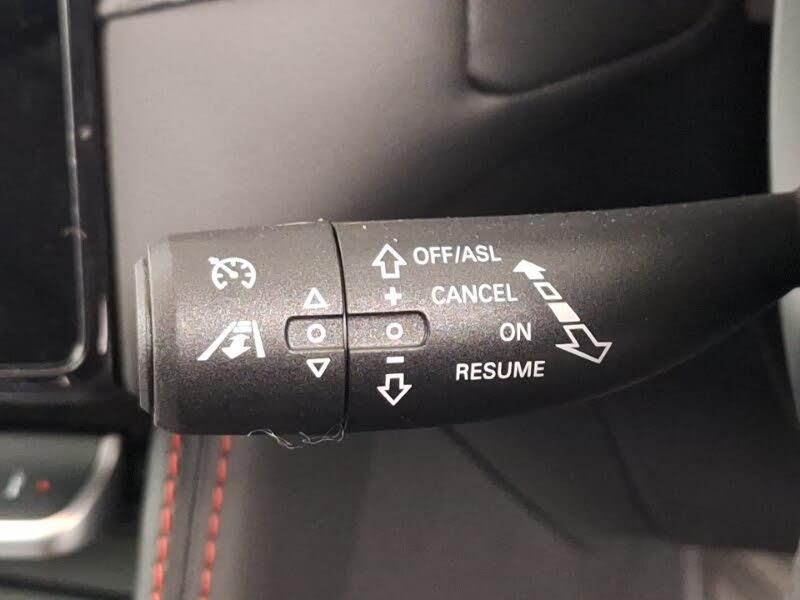 OFF/ASL
+ CANCEL
ON
-
RESUME